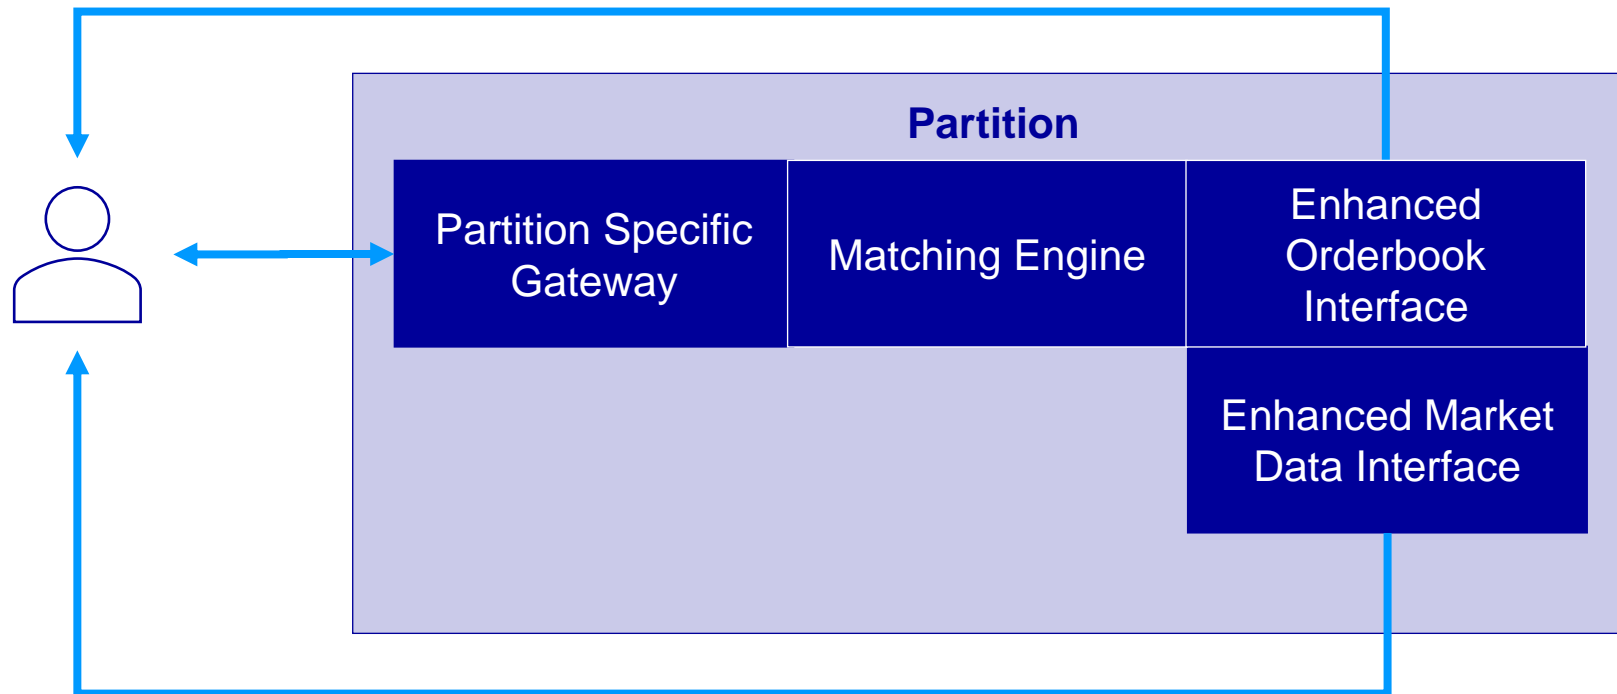 Partition
Partition Specific
Gateway
Matching Engine
Enhanced
Orderbook
Interface
Enhanced Market
Data Interface